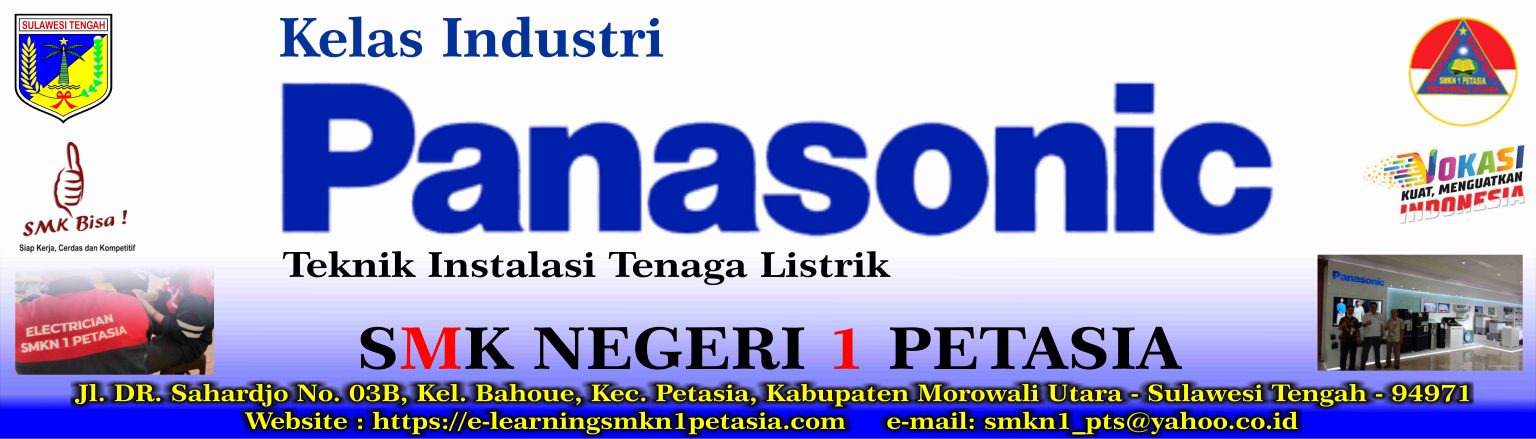 SULAWESI TENGAH
Kelas Industri
Panasonic
SMKN 1 PETASIA
MOROWALI UTARA
SMK Bisa !
Siap Kerja, Cerdas dan Kompetitif
VOKASI
KUAT, MENGUATKAN
INDONESIA
Teknik Instalasi Tenaga Listrik
ELECTRICIAN
SMKN 1 PETASIA
Panasonic
SMK NEGERI 1 PETASIA
Jl. DR. Sahardjo No. 03B, Kel. Bahoue, Kec. Petasia, Kabupaten Morowali Utara - Sulawesi Tengah - 94971
Website : https://e-learningsmkn1petasia.com e-mail: smkn1_pts@yahoo.co.id